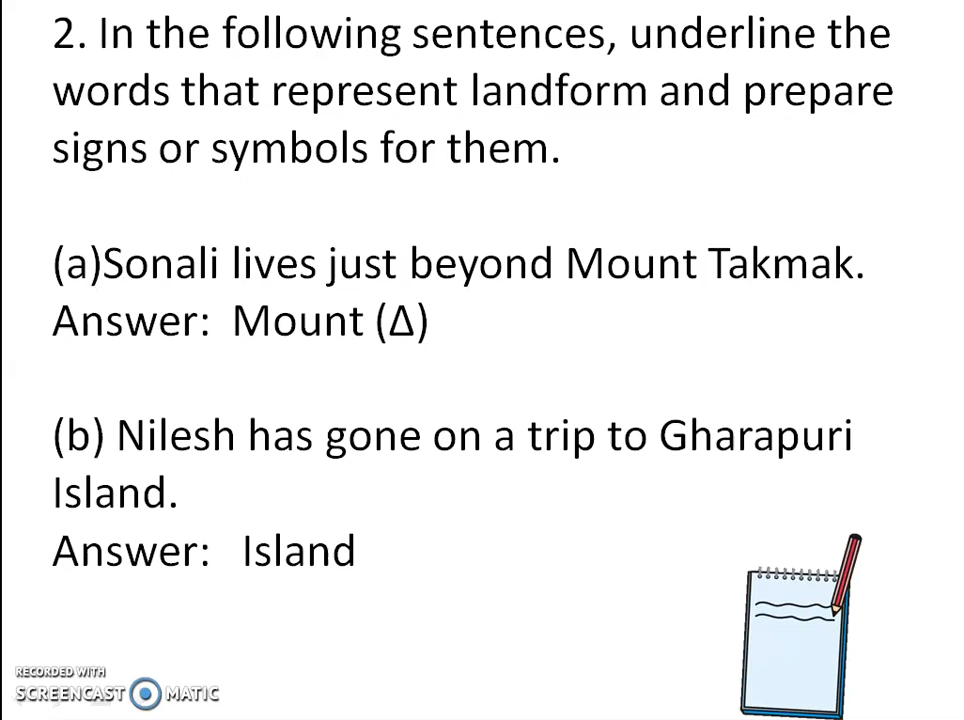 2. In the following sentences, underline the
words that represent landform and prepare
signs or symbols for them.
(a)Sonali lives just beyond Mount Takmak.
Answer:  Mount (Δ)
(b) Nilesh has gone on a trip to Gharapuri
Island.
Answer:   Island
RECORDED WITH
SCREENCAST MATIC